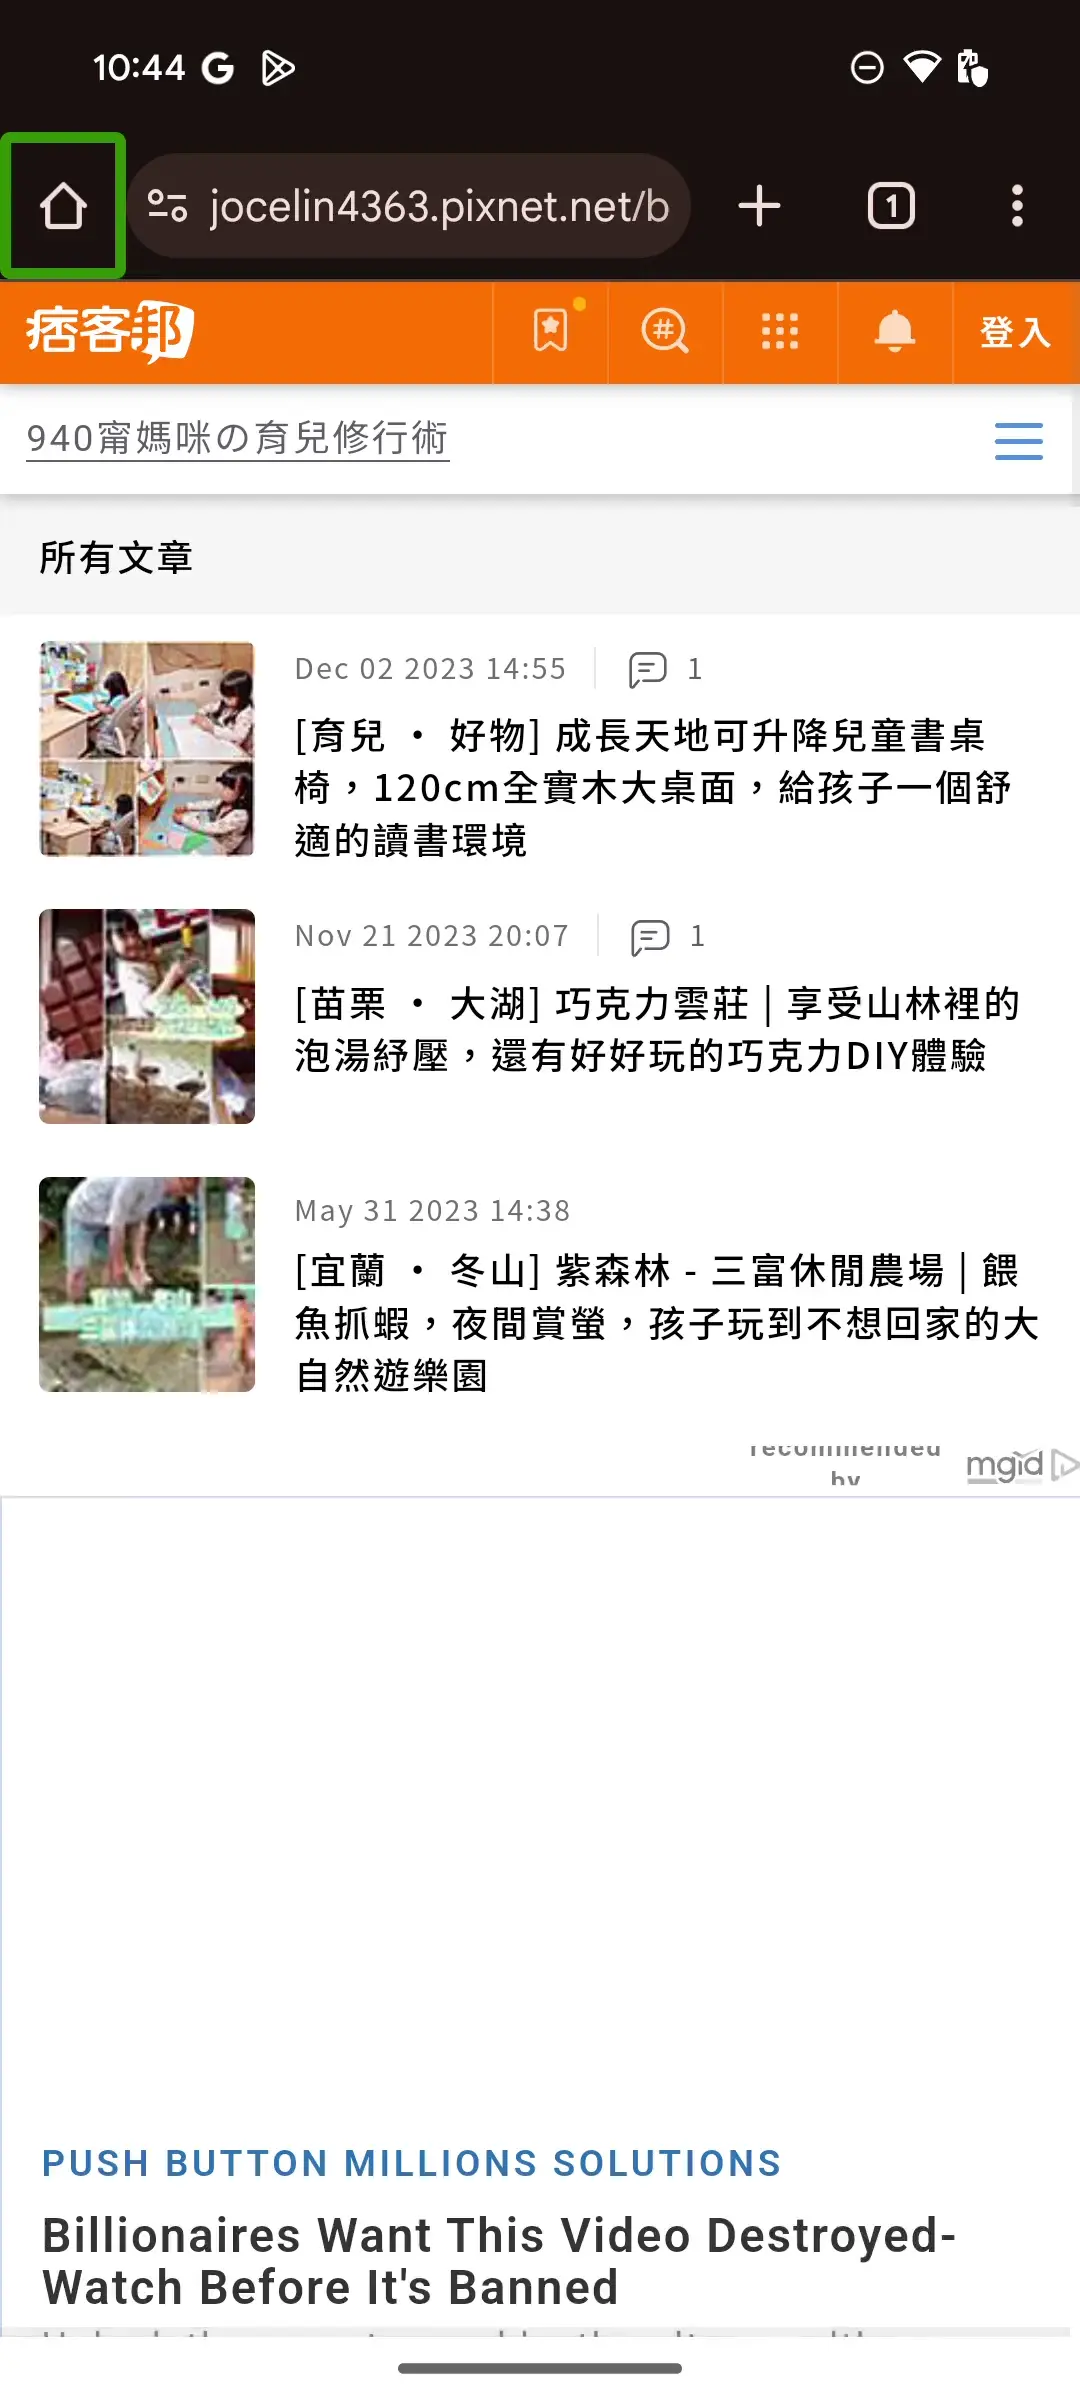 10:44
jocelin4363.pixnet.net/b
1
痞客邦
登入
940甯媽咪の育兒修行術
所有文章
Dec 02 2023 14:55
1
[育兒 • 好物] 成長天地可升降兒童書桌
椅，120cm全實木大桌面，給孩子一個舒
適的讀書環境
Nov 21 2023 20:07
1
[苗栗 • 大湖] 巧克力雲莊 | 享受山林裡的
泡湯紓壓，還有好好玩的巧克力DIY體驗
May 31 2023 14:38
[宜蘭 • 冬山] 紫森林 - 三富休閒農場 | 餵
魚抓蝦，夜間賞螢，孩子玩到不想回家的大
自然遊樂園
recommended
by
mgid
PUSH BUTTON MILLIONS SOLUTIONS
Billionaires Want This Video Destroyed-
Watch Before It's Banned